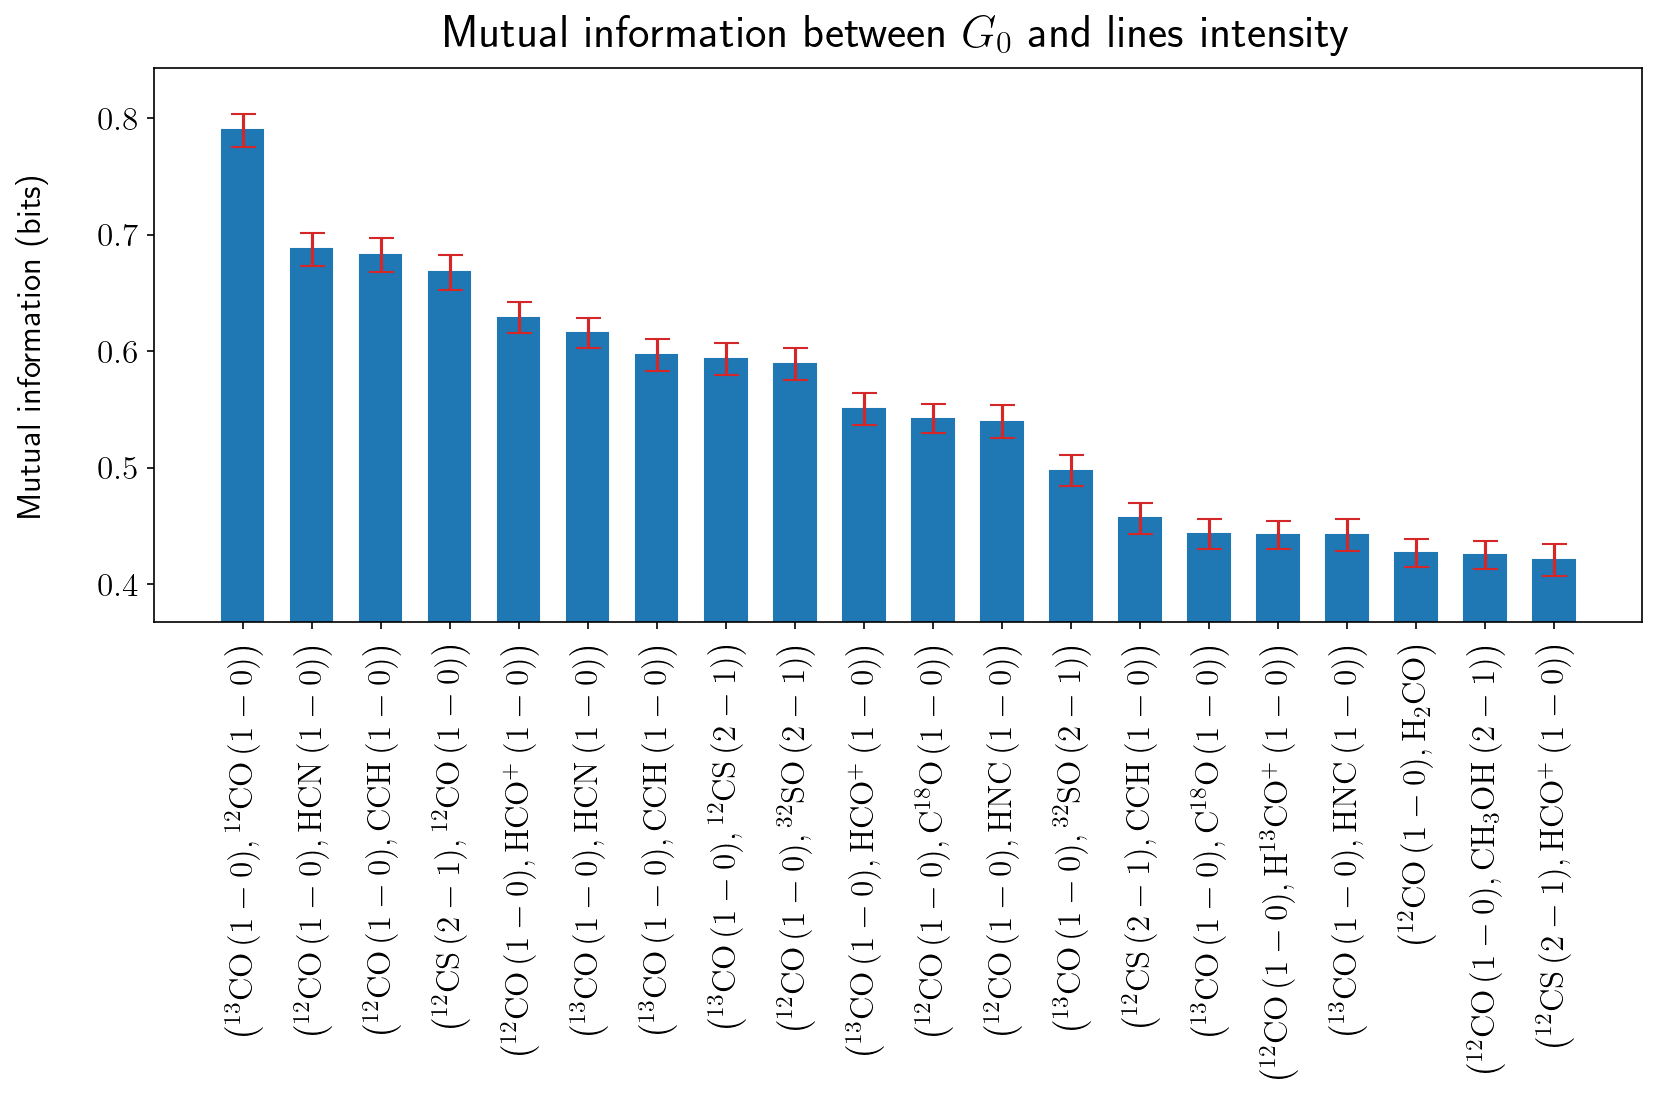 Mutual information between G₀ and lines intensity
Mutual information (bits)
0.8
0.7
0.6
0.5
0.4
(¹³CO (1 − 0), ¹²CO (1 − 0))
(¹²CO (1 − 0), HCN (1 − 0))
(¹²CO (1 − 0), CCH (1 − 0))
(¹²CS (2 − 1), ¹²CO (1 − 0))
(¹²CO (1 − 0), HCO⁺ (1 − 0))
(¹³CO (1 − 0), HCN (1 − 0))
(¹³CO (1 − 0), CCH (1 − 0))
(¹³CO (1 − 0), ¹²CS (2 − 1))
(¹²CO (1 − 0), ³²SO (2 − 1))
(¹³CO (1 − 0), HCO⁺ (1 − 0))
(¹²CO (1 − 0), C¹⁸O (1 − 0))
(¹²CO (1 − 0), HNC (1 − 0))
(¹³CO (1 − 0), ³²SO (2 − 1))
(¹²CS (2 − 1), CCH (1 − 0))
(¹³CO (1 − 0), C¹⁸O (1 − 0))
(¹²CO (1 − 0), H¹³CO⁺ (1 − 0))
(¹³CO (1 − 0), HNC (1 − 0))
(¹²CO (1 − 0), H₂CO)
(¹²CO (1 − 0), CH₃OH (2 − 1))
(¹²CS (2 − 1), HCO⁺ (1 − 0))